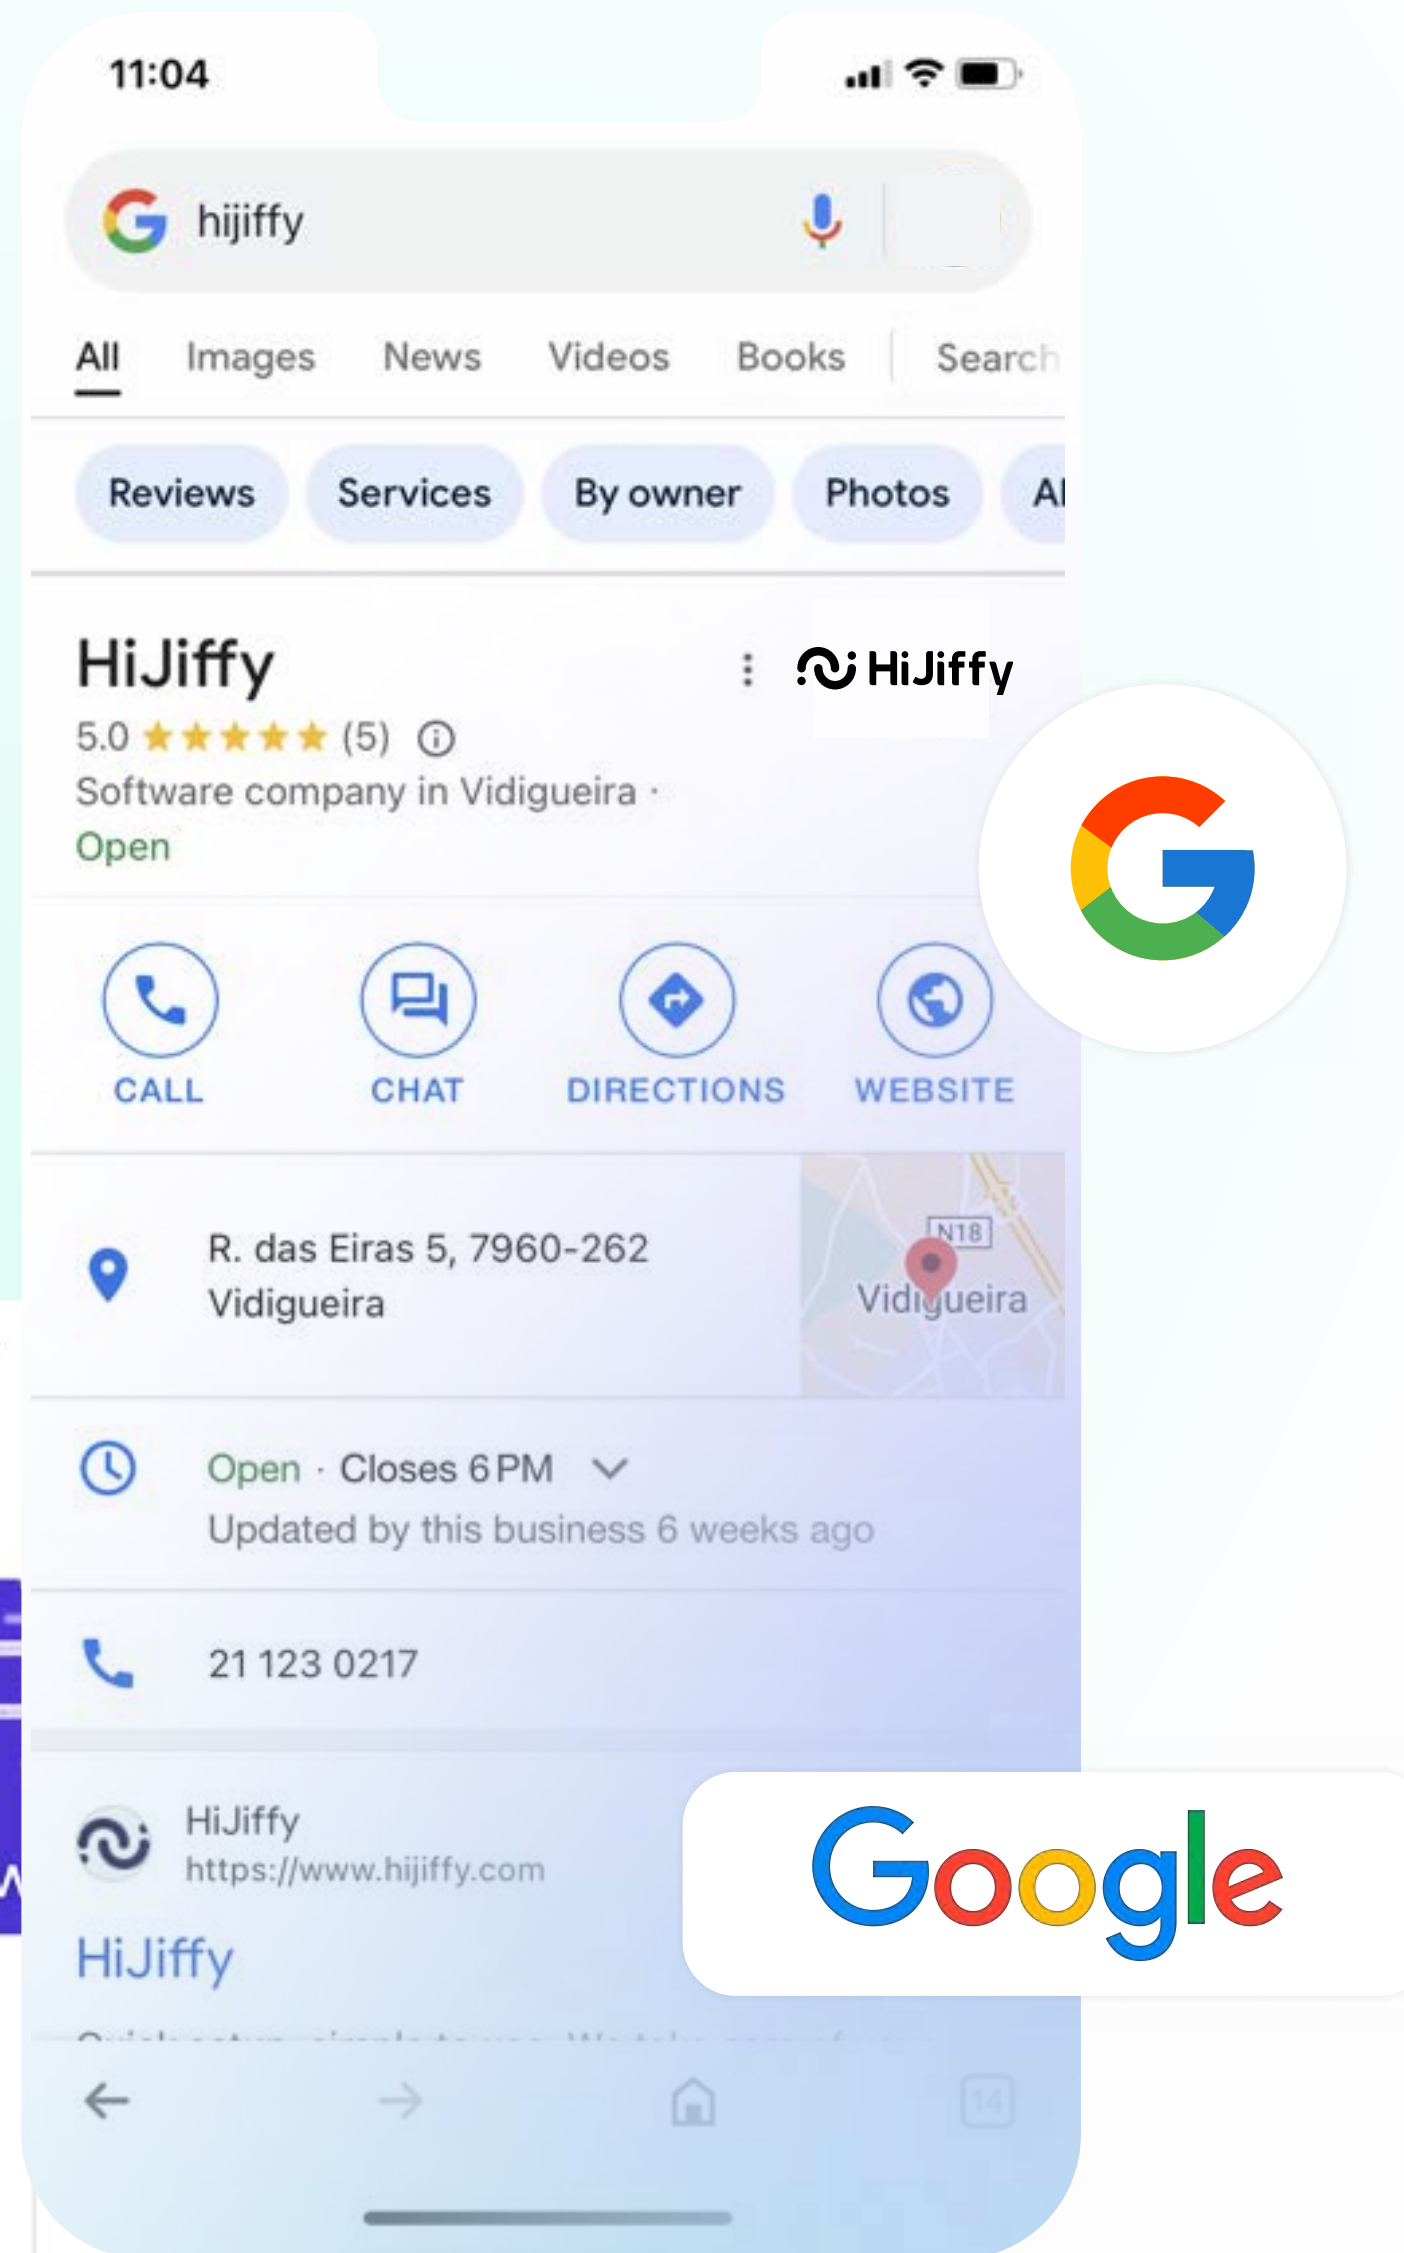 11:04
hijiffy
All Images News Videos Books Search
Reviews Services By owner Photos
HiJiffy
HiJiffy
5.0 (5)
Software company in Vidigueira ·
Open
CALL CHAT DIRECTIONS WEBSITE
R. das Eiras 5, 7960-262
Vidigueira
N18
Vidigueira
Open · Closes 6 PM
Updated by this business 6 weeks ago
21 123 0217
HiJiffy
https://www.hijiffy.com
Google
HiJiffy
14